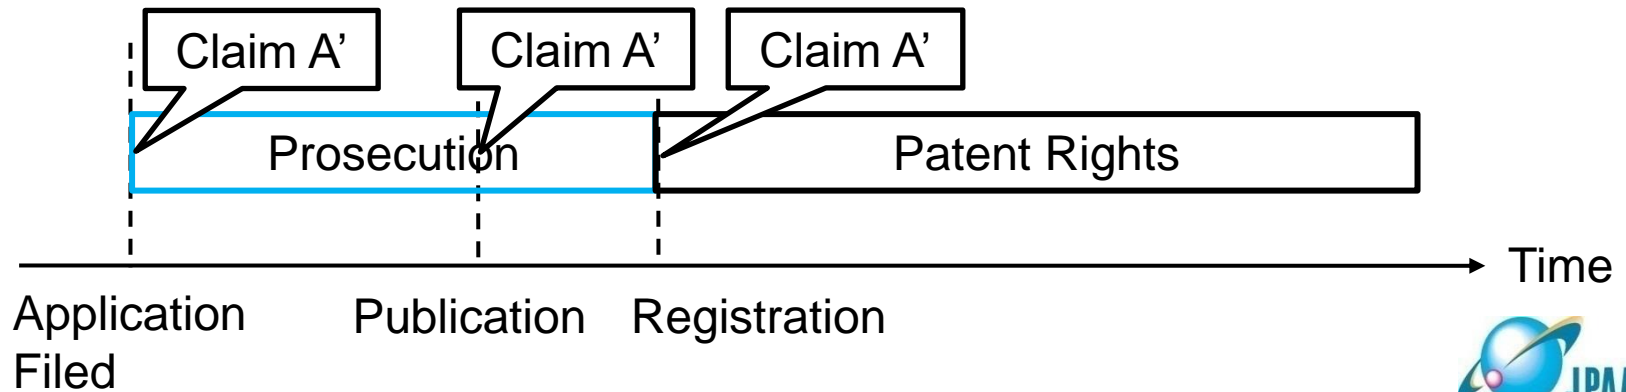 Claim A’ Claim A’ Claim A’
Prosecution Patent Rights
Time
Application Publication Registration
Filed